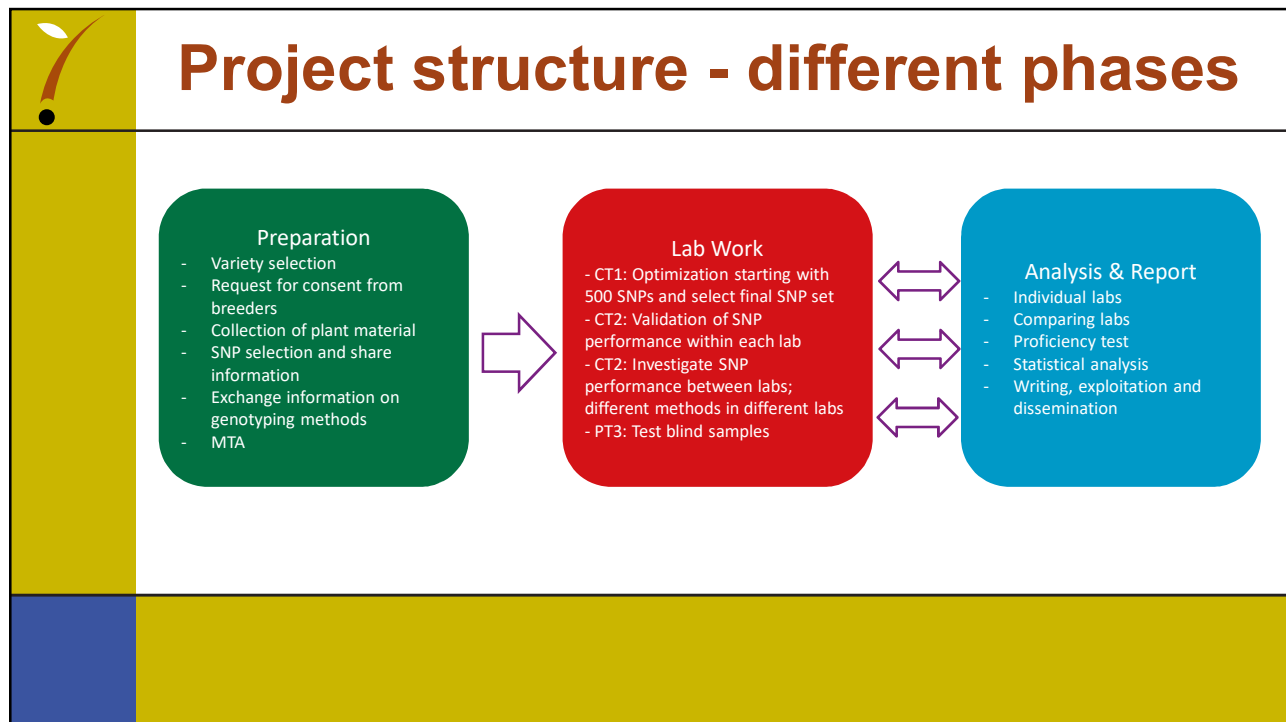 Project structure - different phases
Preparation
- Variety selection
- Request for consent from
breeders
- Collection of plant material
- SNP selection and share
information
- Exchange information on
genotyping methods
- MTA
Lab Work
- CT1: Optimization starting with
500 SNPs and select final SNP set
- CT2: Validation of SNP
performance within each lab
- CT2: Investigate SNP
performance between labs;
different methods in different labs
- PT3: Test blind samples
Analysis & Report
- Individual labs
- Comparing labs
- Proficiency test
- Statistical analysis
- Writing, exploitation and
dissemination